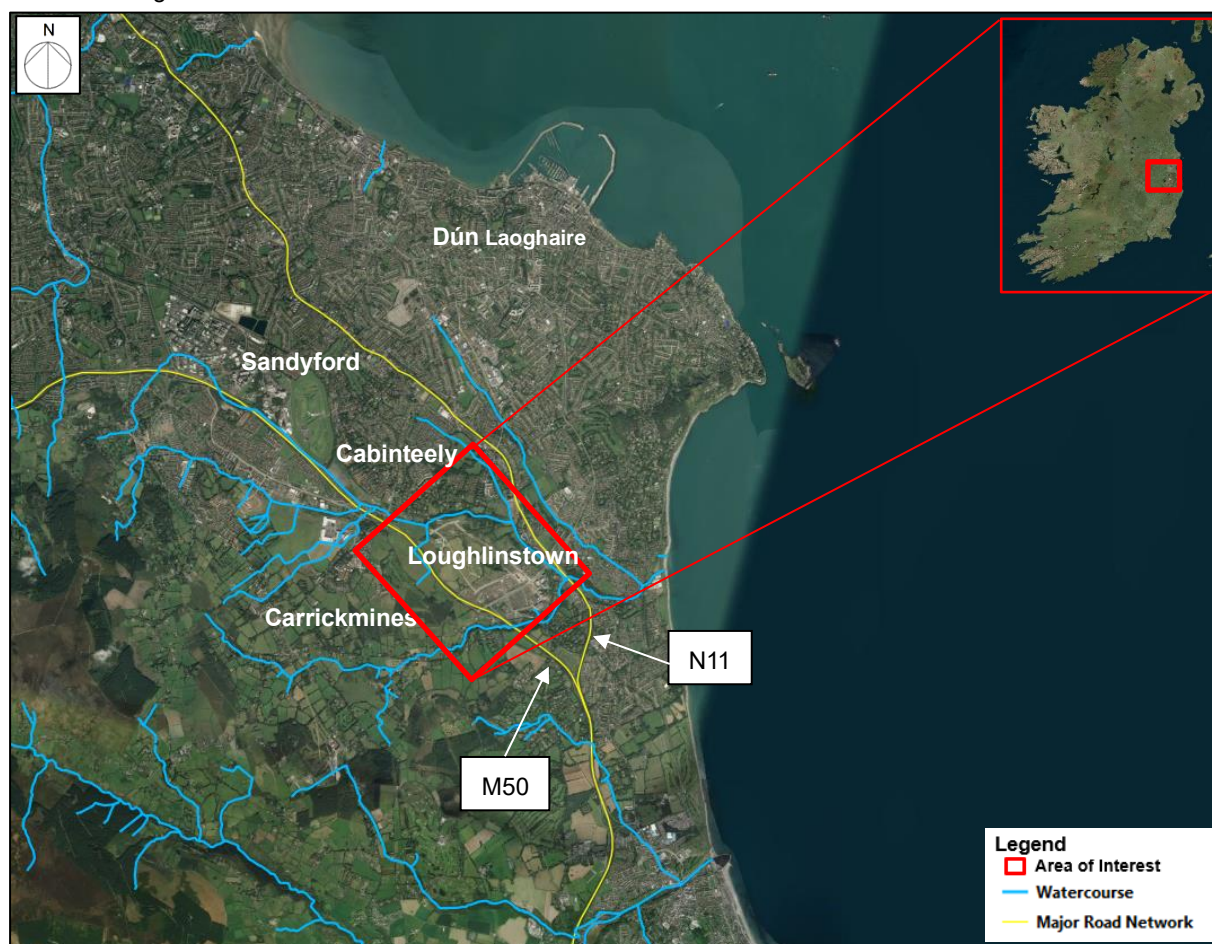 N
Dún Laoghaire
Sandyford
Cabinteely
Loughlinstown
Carrickmines
N11
M50
Legend
Area of Interest
Watercourse
Major Road Network